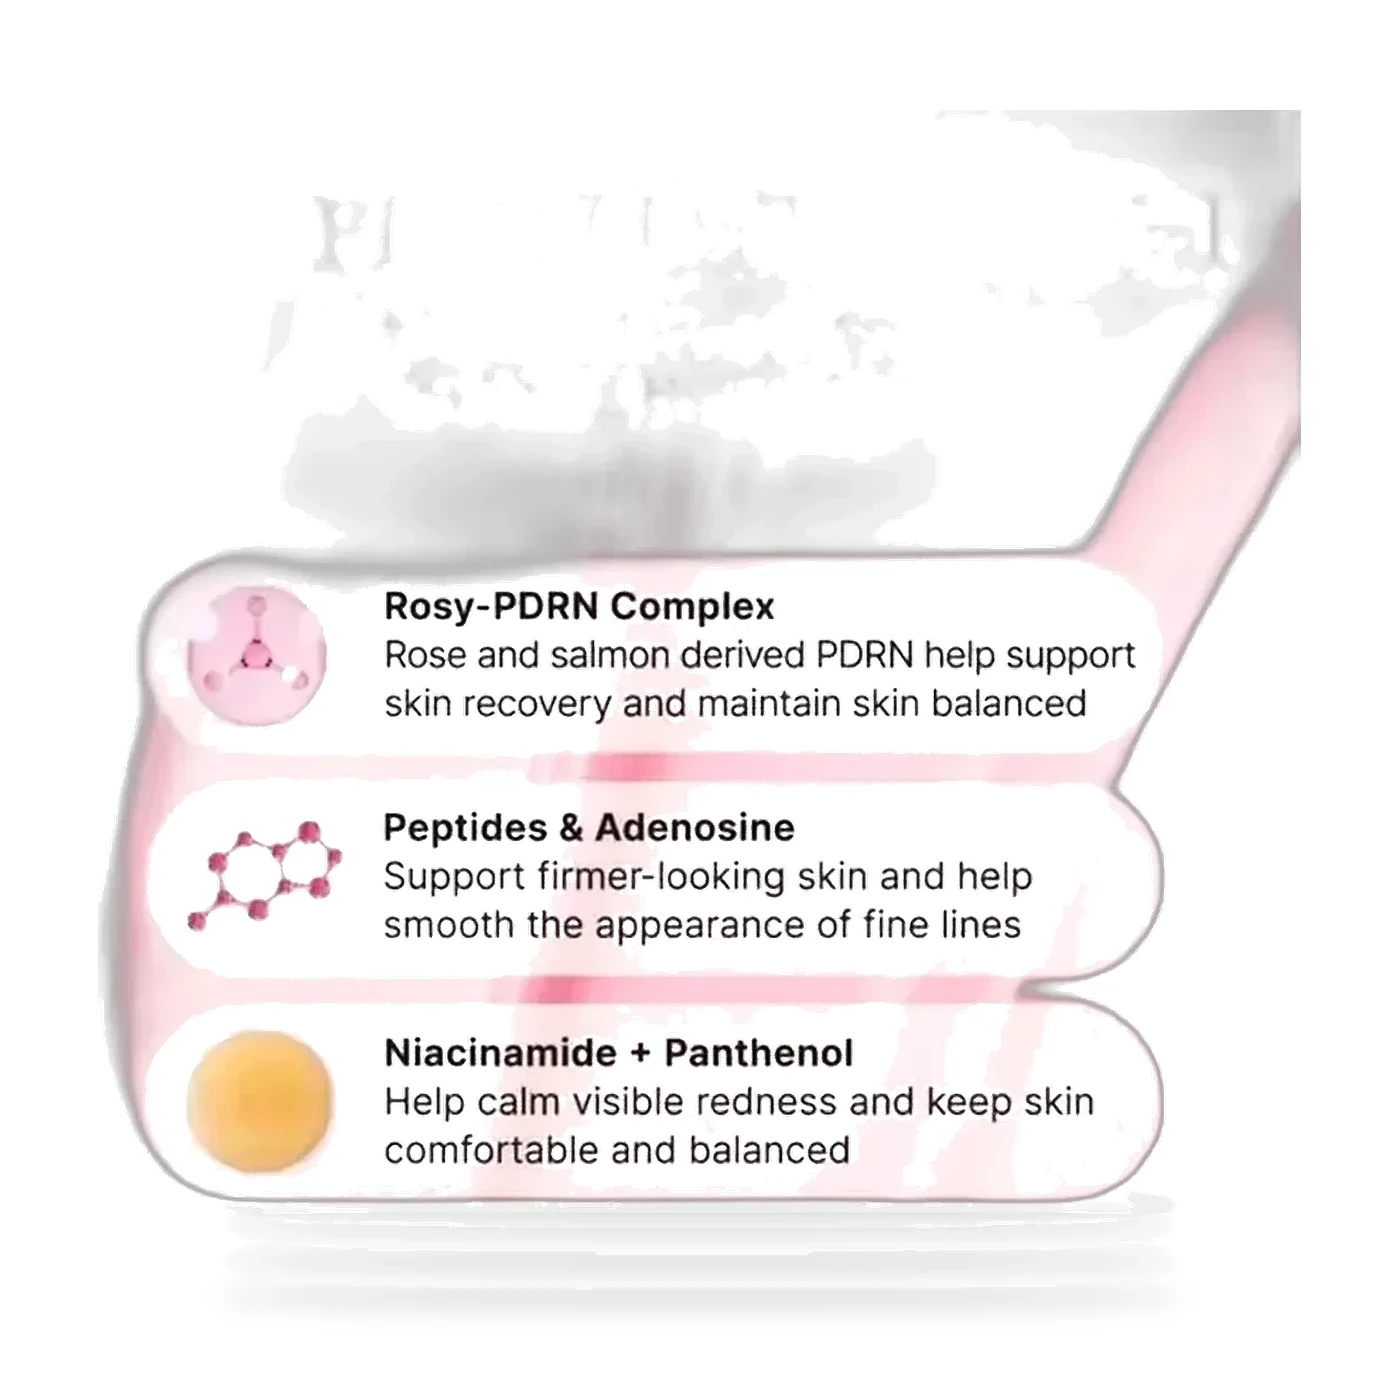 Rosy-PDRN Complex
Rose and salmon derived PDRN help support
skin recovery and maintain skin balanced
Peptides & Adenosine
Support firmer-looking skin and help
smooth the appearance of fine lines
Niacinamide + Panthenol
Help calm visible redness and keep skin
comfortable and balanced